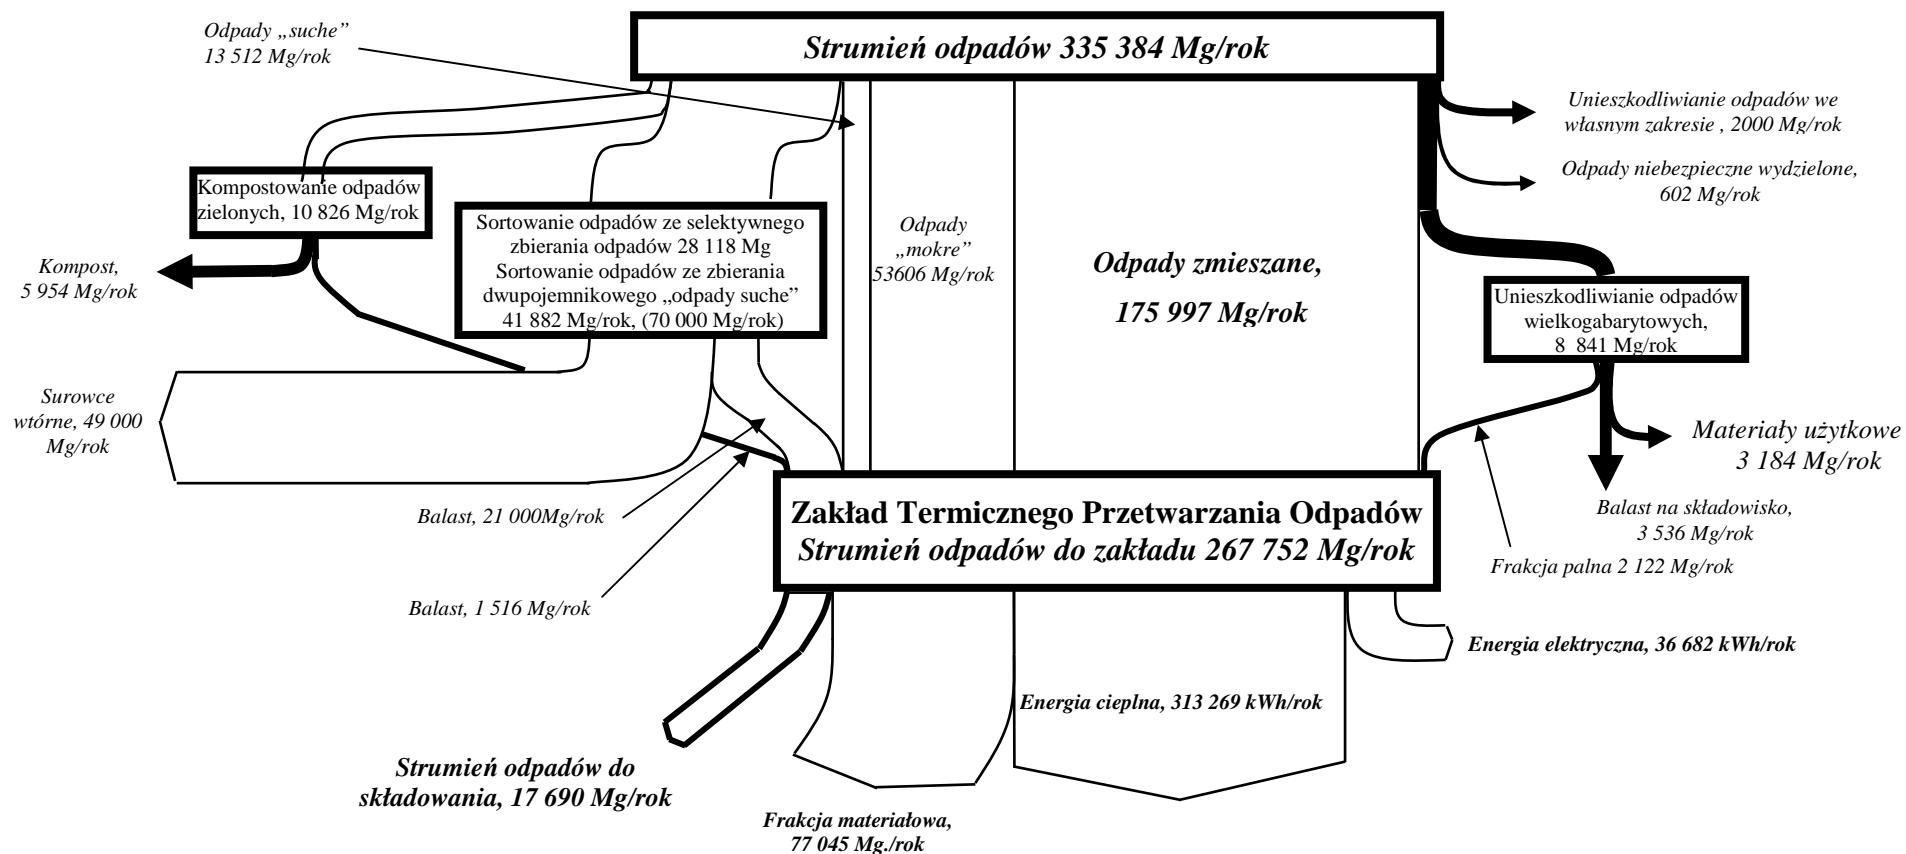 Odpady „suche”
13 512 Mg/rok
Strumień odpadów 335 384 Mg/rok
Unieszkodliwianie odpadów we
własnym zakresie , 2000 Mg/rok
Odpady niebezpieczne wydzielone,
602 Mg/rok
Kompostowanie odpadów
zielonych, 10 826 Mg/rok
Sortowanie odpadów ze selektywnego
zbierania odpadów 28 118 Mg
Sortowanie odpadów ze zbierania
dwupojemnikowego „odpady suche”
41 882 Mg/rok, (70 000 Mg/rok)
Odpady
„mokre”
53606 Mg/rok
Odpady zmieszane,
175 997 Mg/rok
Kompost,
5 954 Mg/rok
Unieszkodliwianie odpadów
wielkogabarytowych,
8 841 Mg/rok
Surowce
wtórne, 49 000
Mg/rok
Materiały użytkowe
3 184 Mg/rok
Balast, 21 000Mg/rok
Zakład Termicznego Przetwarzania Odpadów
Strumień odpadów do zakładu 267 752 Mg/rok
Balast na składowisko,
3 536 Mg/rok
Frakcja palna 2 122 Mg/rok
Balast, 1 516 Mg/rok
Energia elektryczna, 36 682 kWh/rok
Energia cieplna, 313 269 kWh/rok
Strumień odpadów do
składowania, 17 690 Mg/rok
Frakcja materiałowa,
77 045 Mg./rok